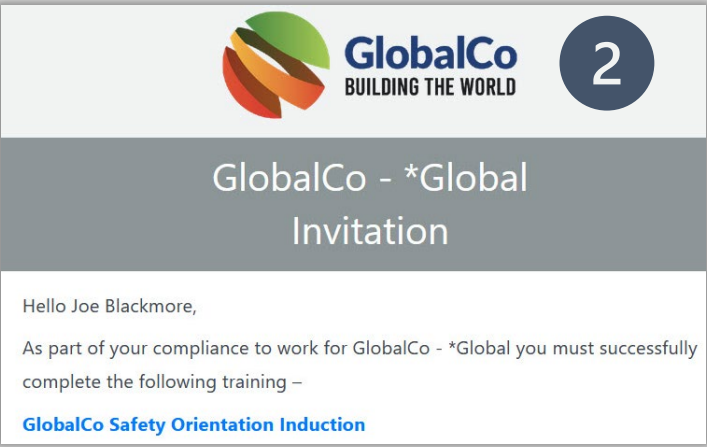 GlobalCo
BUILDING THE WORLD
2
GlobalCo - *Global
Invitation
Hello Joe Blackmore,
As part of your compliance to work for GlobalCo - *Global you must successfully
complete the following training –
GlobalCo Safety Orientation Induction